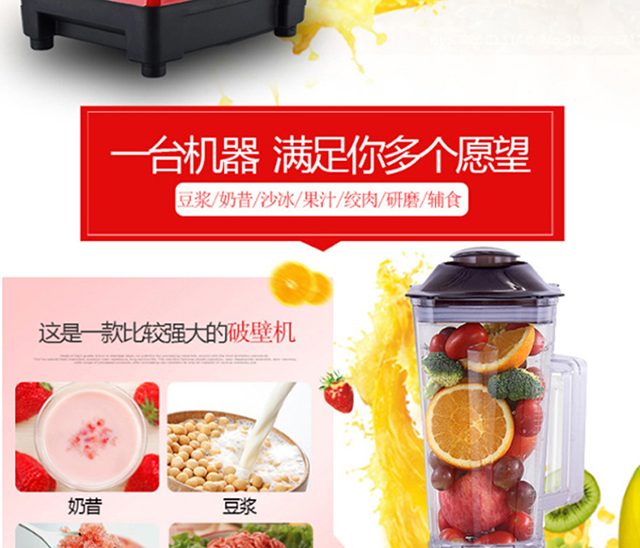 一台机器 满足你多个愿望
豆浆/奶昔/沙冰/果汁/绞肉/研磨/辅食
这是一款比较强大的破壁机
奶昔
豆浆